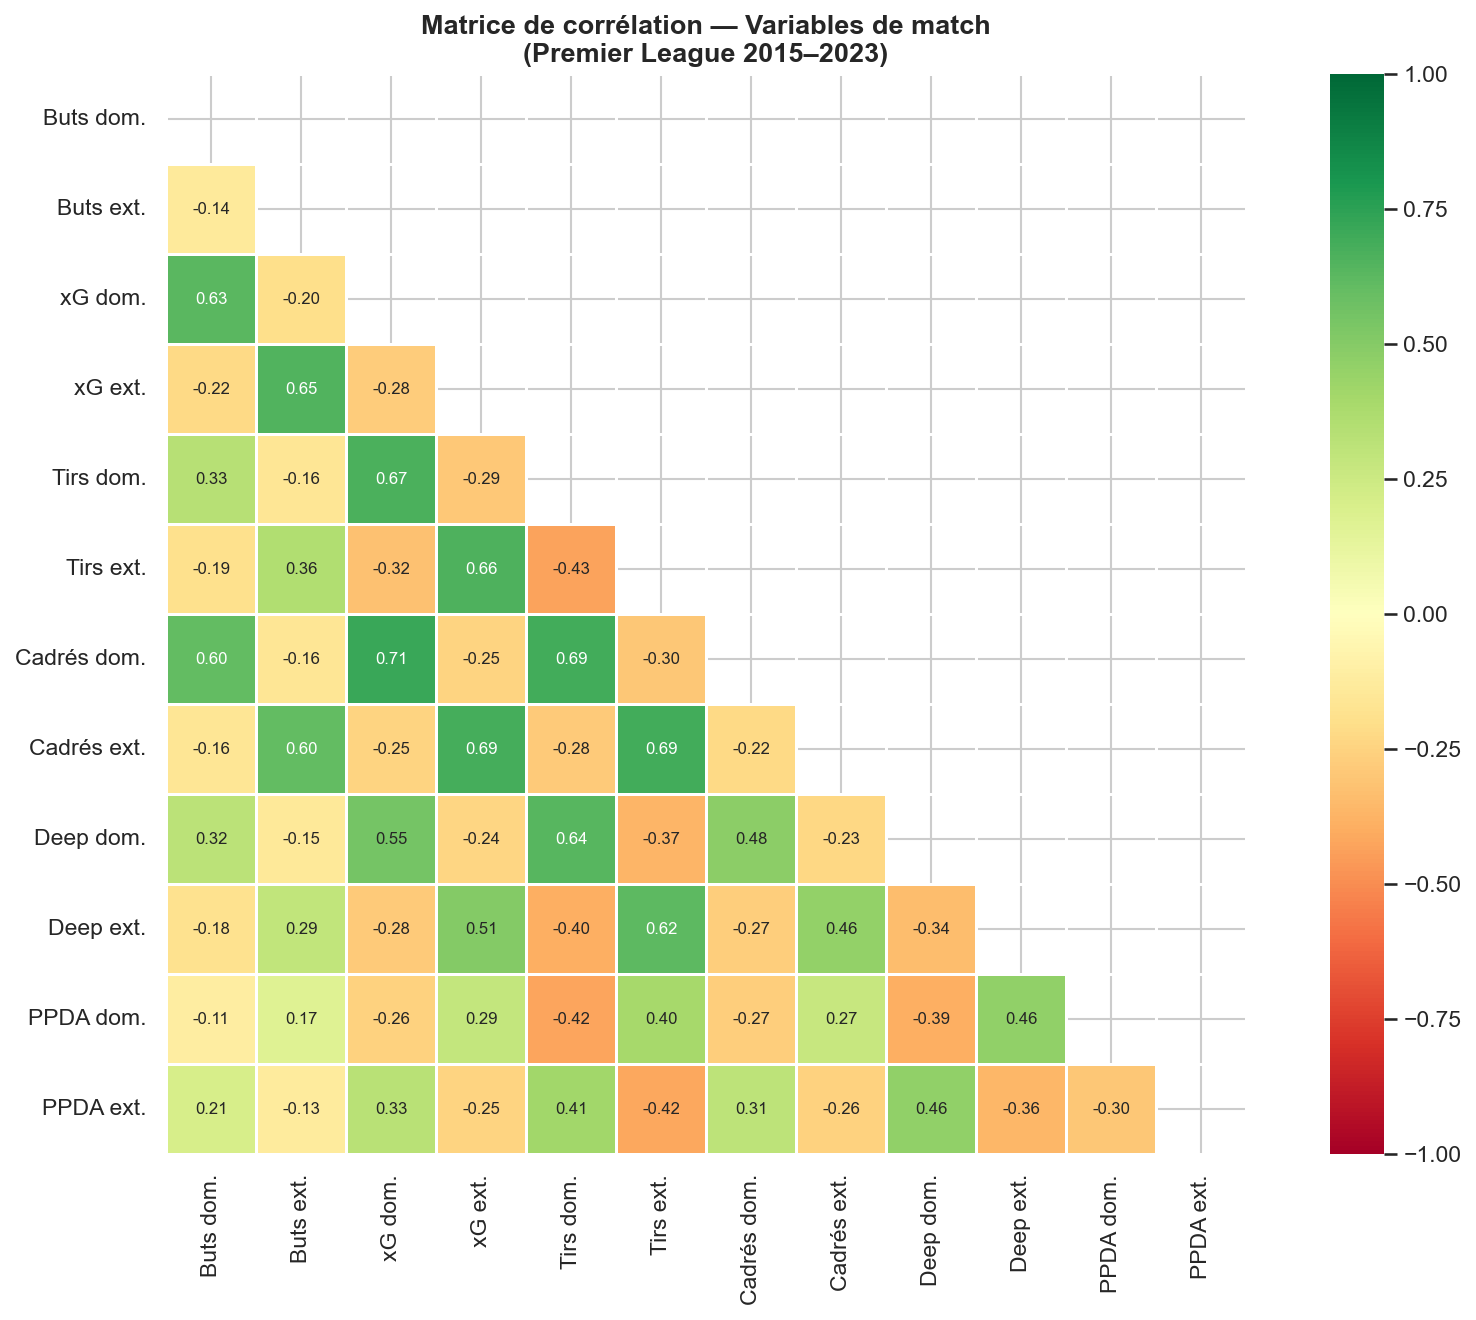 Matrice de corrélation — Variables de match
(Premier League 2015–2023)
Buts dom.
Buts ext. -0.14
xG dom. 0.63 -0.20
xG ext. -0.22 0.65 -0.28
Tirs dom. 0.33 -0.16 0.67 -0.29
Tirs ext. -0.19 0.36 -0.32 0.66 -0.43
Cadrés dom. 0.60 -0.16 0.71 -0.25 0.69 -0.30
Cadrés ext. -0.16 0.60 -0.25 0.69 -0.28 0.69 -0.22
Deep dom. 0.32 -0.15 0.55 -0.24 0.64 -0.37 0.48 -0.23
Deep ext. -0.18 0.29 -0.28 0.51 -0.40 0.62 -0.27 0.46 -0.34
PPDA dom. -0.11 0.17 -0.26 0.29 -0.42 0.40 -0.27 0.27 -0.39 0.46
PPDA ext. 0.21 -0.13 0.33 -0.25 0.41 -0.42 0.31 -0.26 0.46 -0.36 -0.30
Buts dom.
Buts ext.
xG dom.
xG ext.
Tirs dom.
Tirs ext.
Cadrés dom.
Cadrés ext.
Deep dom.
Deep ext.
PPDA dom.
PPDA ext.
1.00
0.75
0.50
0.25
0.00
−0.25
−0.50
−0.75
−1.00